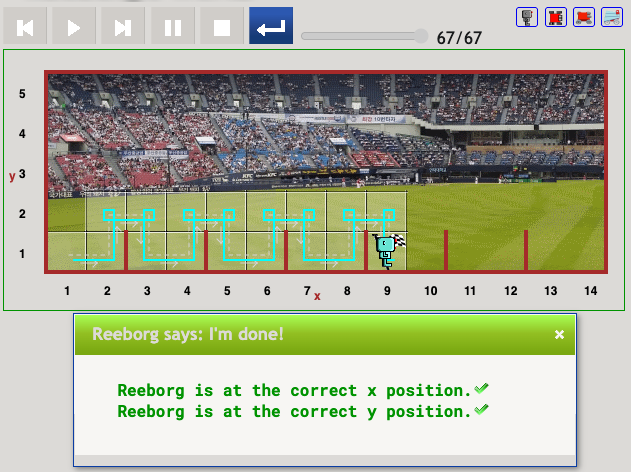 67/67
5
4
y 3
2
1
1 2 3 4 5 6 7 x 8 9 10 11 12 13 14
Reeborg says: I'm done! ×
Reeborg is at the correct x position.
Reeborg is at the correct y position.